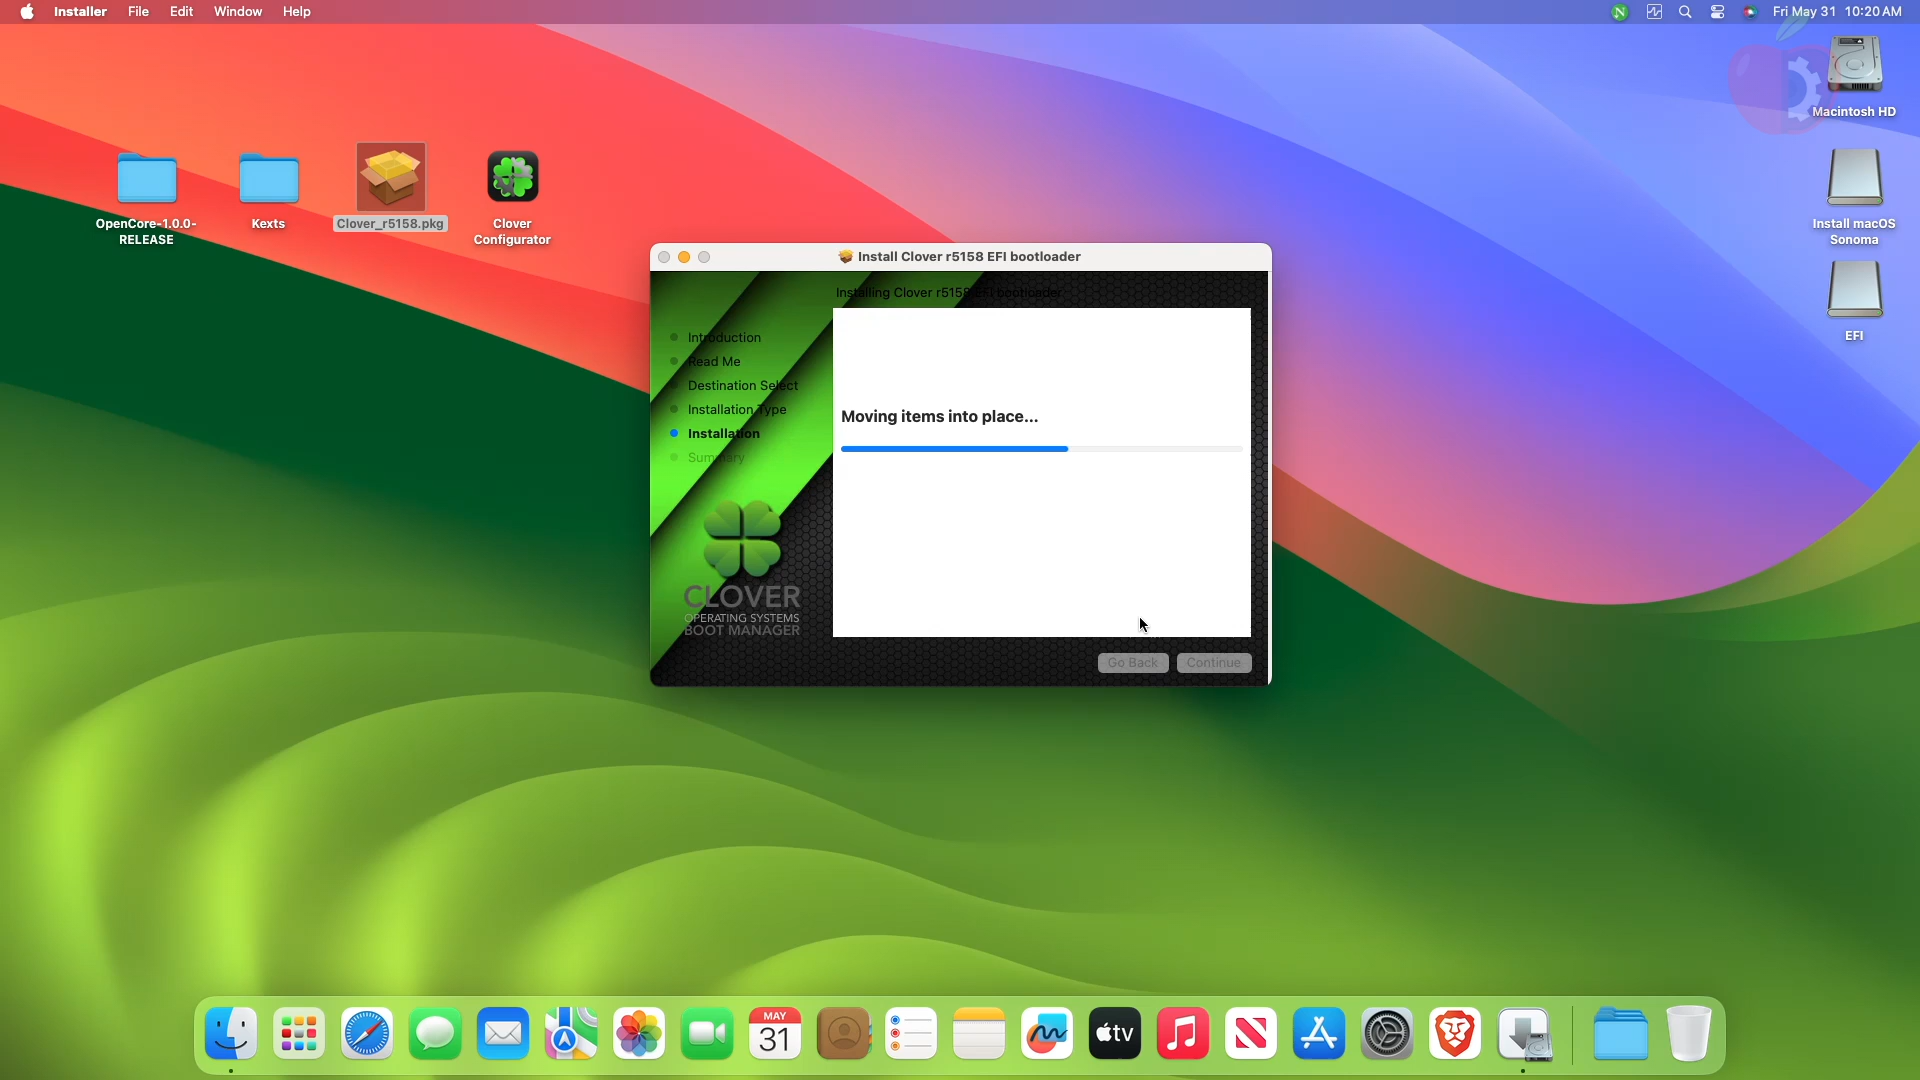 Installer File Edit Window Help
N
Fri May 31 10:20 AM
Macintosh HD
Install macOS
Sonoma
EFI
OpenCore-1.0.0-
RELEASE
Kexts
Clover_r5158.pkg
Clover
Configurator
Install Clover r5158 EFI bootloader
Installing Clover r5158 EFI bootloader
Introduction
Read Me
Destination Select
Installation Type
Installation
Summary
Moving items into place...
CLOVER
OPERATING SYSTEMS
BOOT MANAGER
Go Back Continue
MAY
31
tv